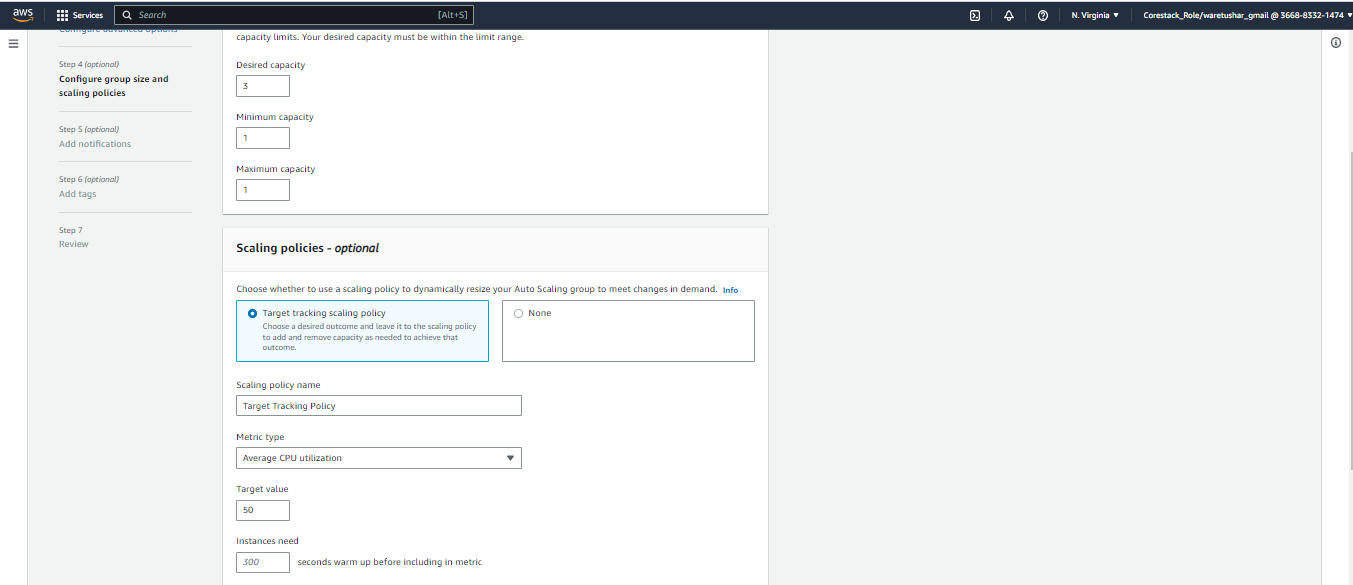 aws
Services
Search
[Alt+S]
N. Virginia
Corestack_Role/waretushar_gmail @ 3668-8332-1474
Configure advanced options
Step 4 (optional)
Configure group size and
scaling policies
Step 5 (optional)
Add notifications
Step 6 (optional)
Add tags
Step 7
Review
capacity limits. Your desired capacity must be within the limit range.
Desired capacity
3
Minimum capacity
1
Maximum capacity
1
Scaling policies - optional
Choose whether to use a scaling policy to dynamically resize your Auto Scaling group to meet changes in demand. Info
Target tracking scaling policy
Choose a desired outcome and leave it to the scaling policy
to add and remove capacity as needed to achieve that
outcome.
None
Scaling policy name
Target Tracking Policy
Metric type
Average CPU utilization
Target value
50
Instances need
300 seconds warm up before including in metric